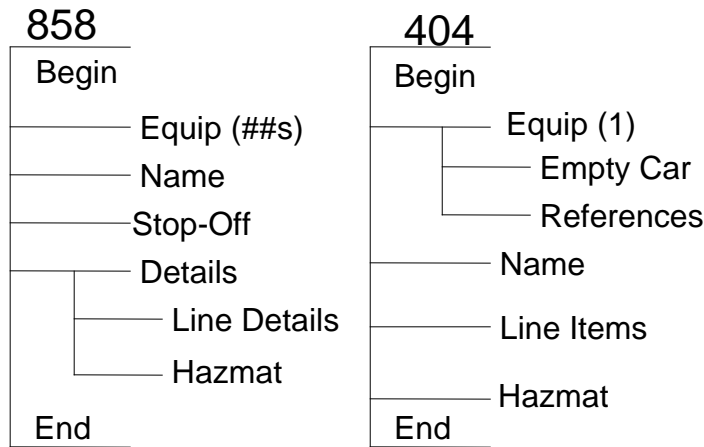 858
Begin
Equip (##s)
Name
Stop-Off
Details
Line Details
Hazmat
End
404
Begin
Equip (1)
Empty Car
References
Name
Line Items
Hazmat
End